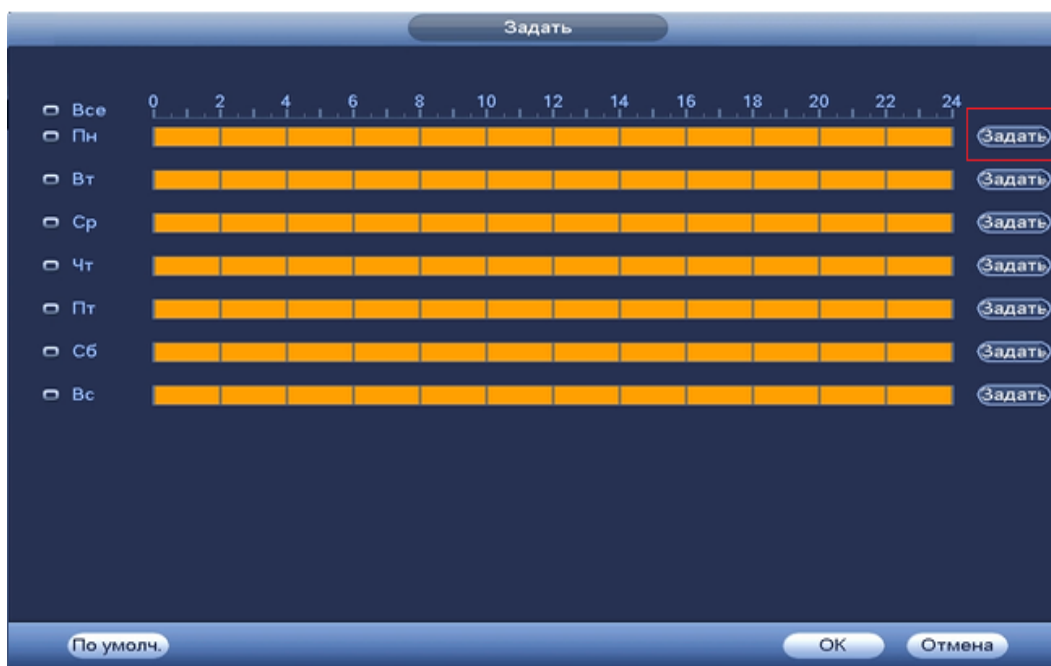 Задать
Все 0 2 4 6 8 10 12 14 16 18 20 22 24
Пн Задать
Вт Задать
Ср Задать
Чт Задать
Пт Задать
Сб Задать
Вс Задать
По умолч. ОК Отмена